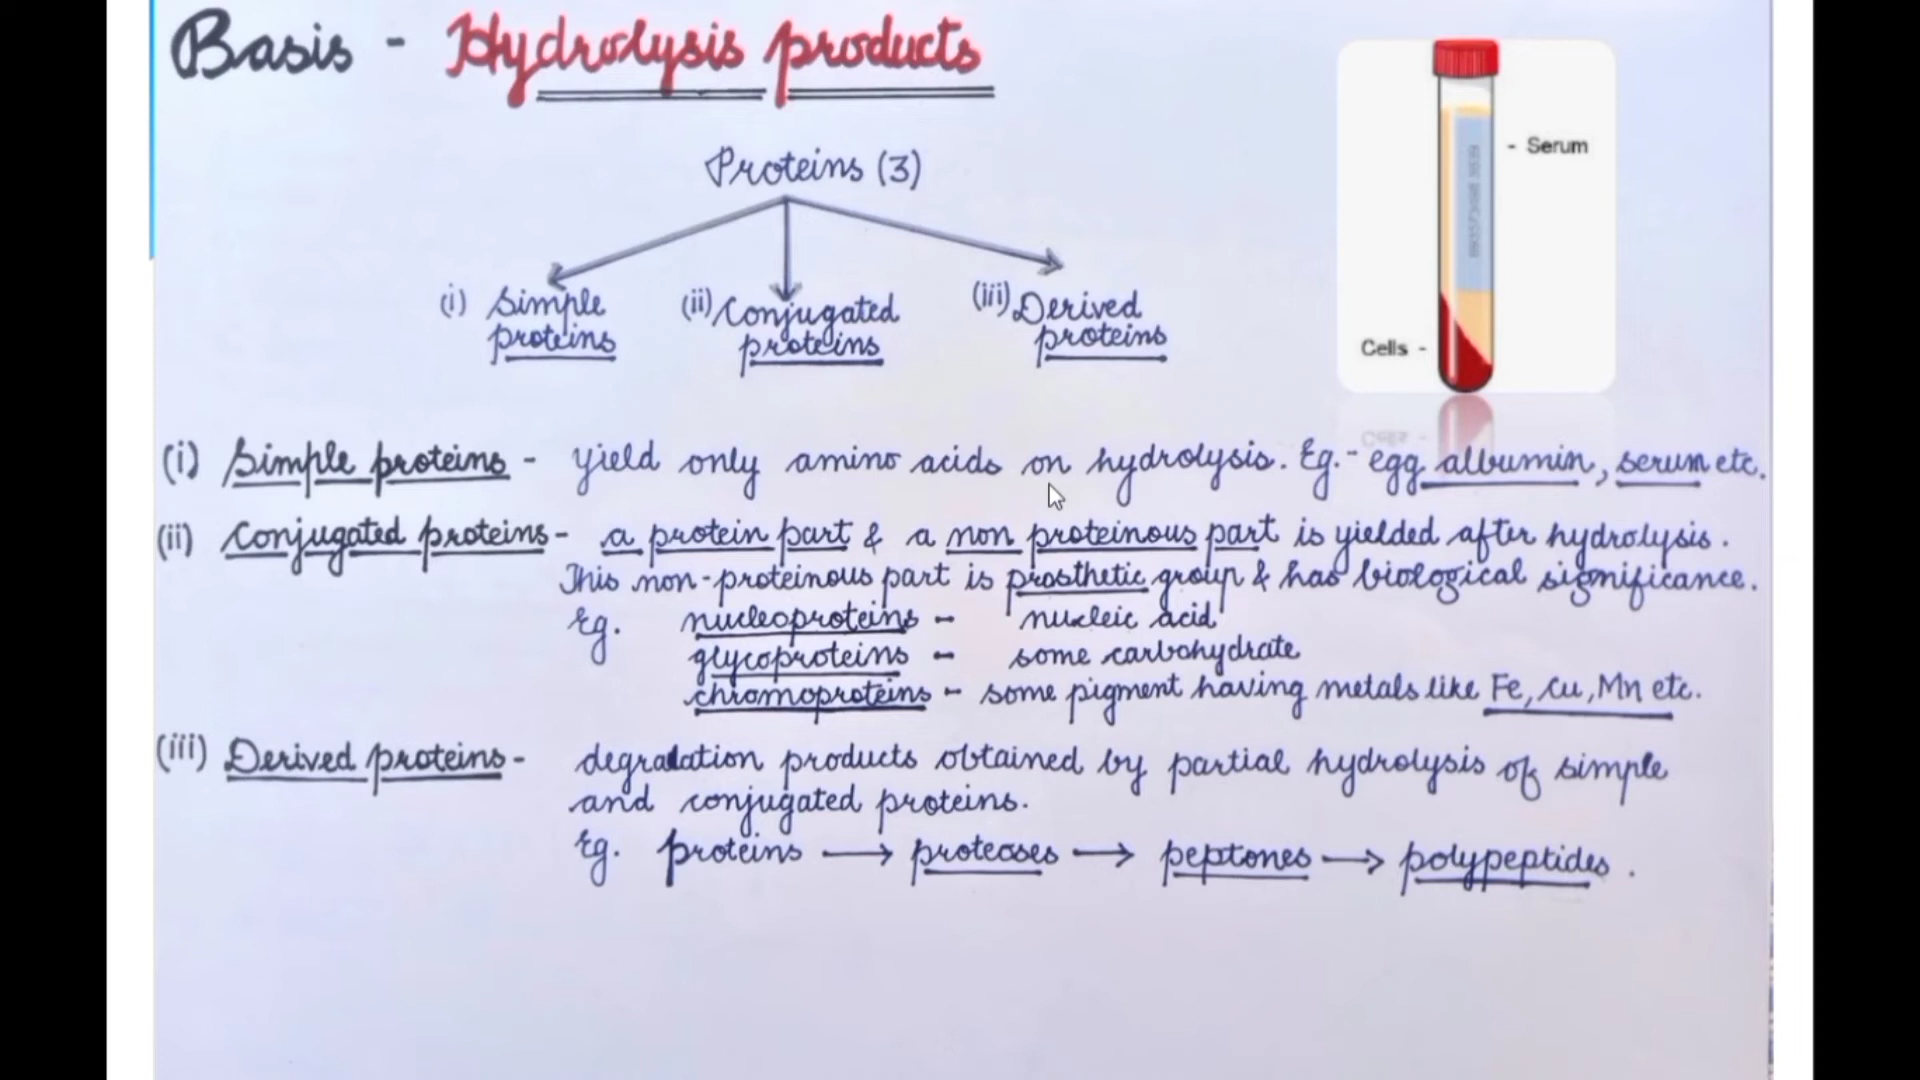 Basis - Hydrolysis products
Proteins (3)
(i) Simple proteins
(ii) Conjugated proteins
(iii) Derived proteins
- Serum
Cells -
(i) Simple proteins - yield only amino acids on hydrolysis. Eg.- egg albumin, serum etc.
(ii) Conjugated proteins - a protein part & a non proteinous part is yielded after hydrolysis.
This non-proteinous part is prosthetic group & has biological significance.
Eg. nucleoproteins - nucleic acid
glycoproteins - some carbohydrate
chromoproteins - some pigment having metals like Fe, Cu, Mn etc.
(iii) Derived proteins - degradation products obtained by partial hydrolysis of simple
and conjugated proteins.
Eg. proteins → proteoses → peptones → polypeptides.